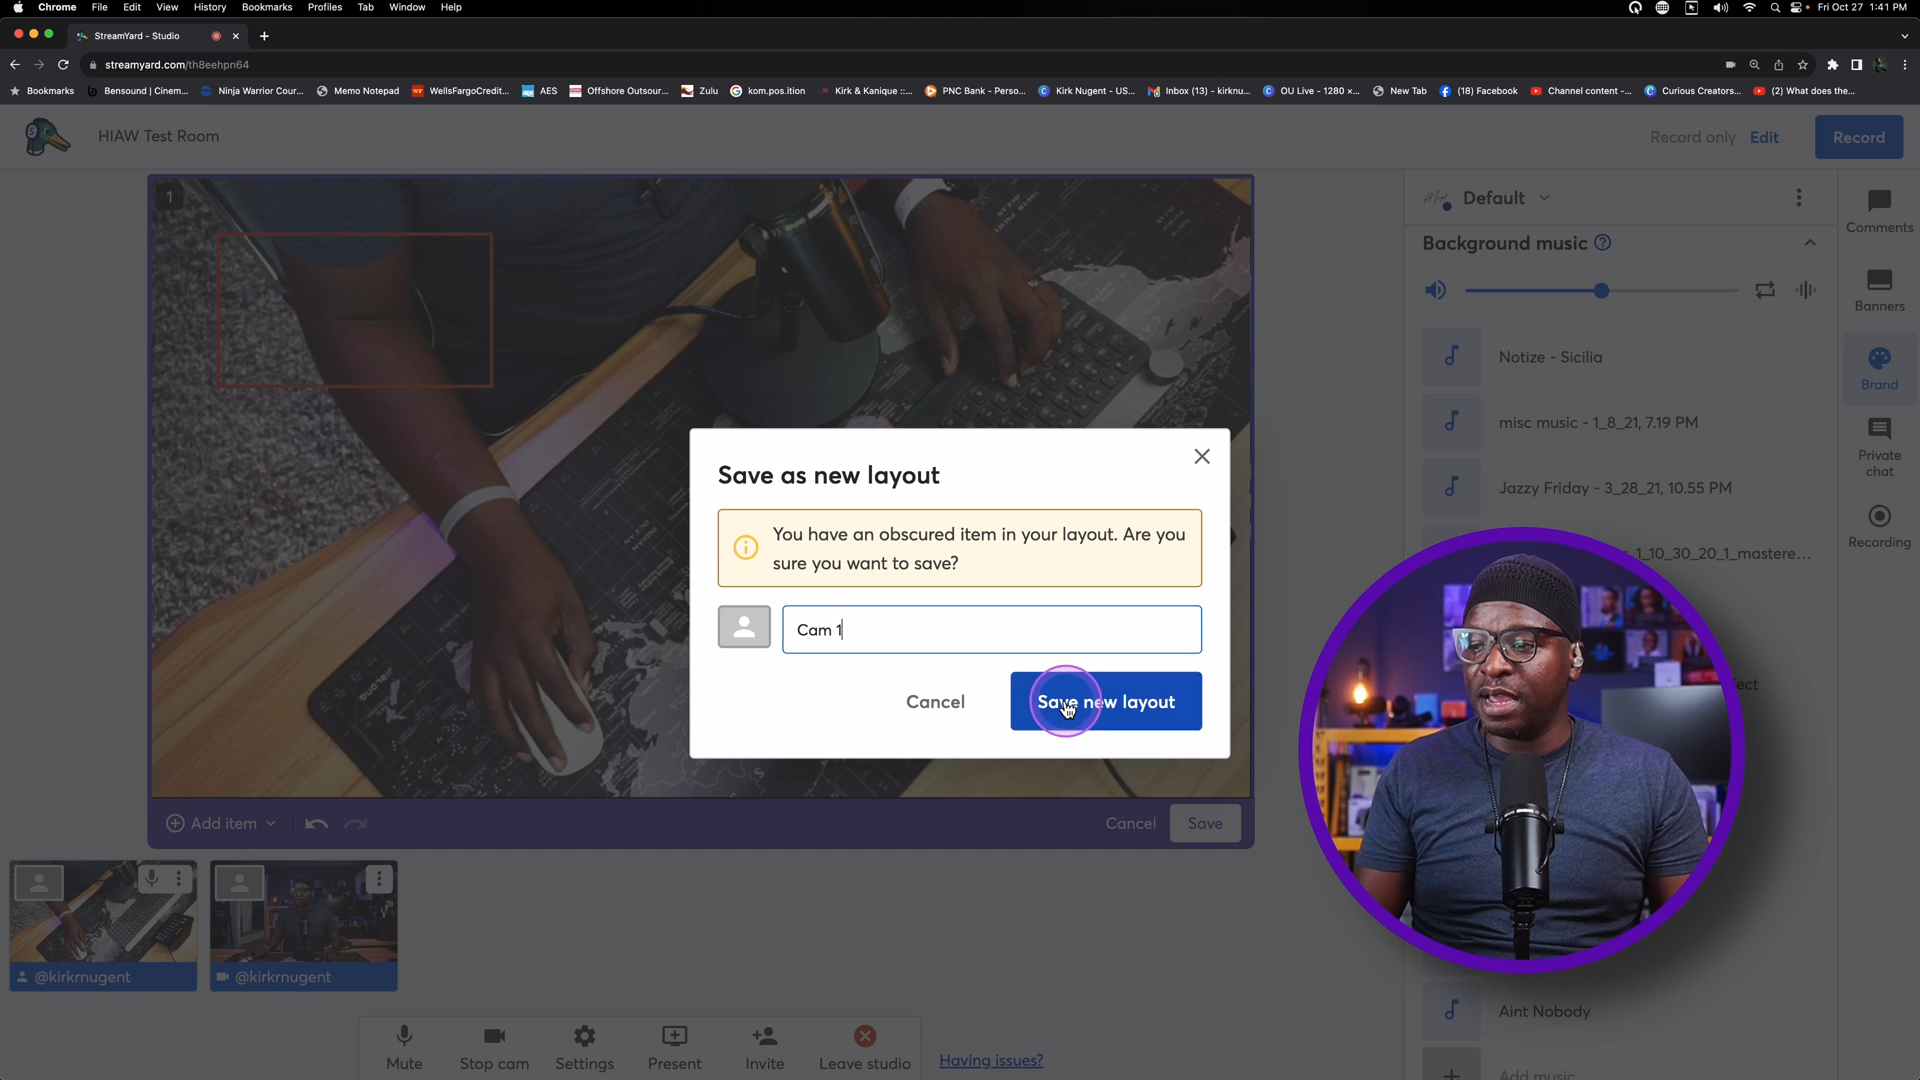 Chrome File Edit View History Bookmarks Profiles Tab Window Help
Fri Oct 27 1:41 PM
StreamYard - Studio
streamyard.com/th8eehpn64
Bookmarks Bensound | Cinem... Ninja Warrior Cour... Memo Notepad WellsFargoCredit... AES Offshore Outsour... Zulu kom.pos.ition Kirk & Kanique ::... PNC Bank - Perso... Kirk Nugent - US... Inbox (13) - kirknu... OU Live - 1280 ×... New Tab (18) Facebook Channel content -... Curious Creators... (2) What does the...
HIAW Test Room
Record only Edit Record
1
Default
Comments
Background music
Banners
Notize - Sicilia
Brand
misc music - 1_8_21, 7.19 PM
Private
chat
Jazzy Friday - 3_28_21, 10.55 PM
Recording
_1_10_30_20_1_mastere...
Save as new layout
You have an obscured item in your layout. Are you
sure you want to save?
Cam 1
Cancel Save new layout
Add item
Cancel Save
@kirkrnugent
@kirkrnugent
Aint Nobody
Add music
Mute Stop cam Settings Present Invite Leave studio
Having issues?